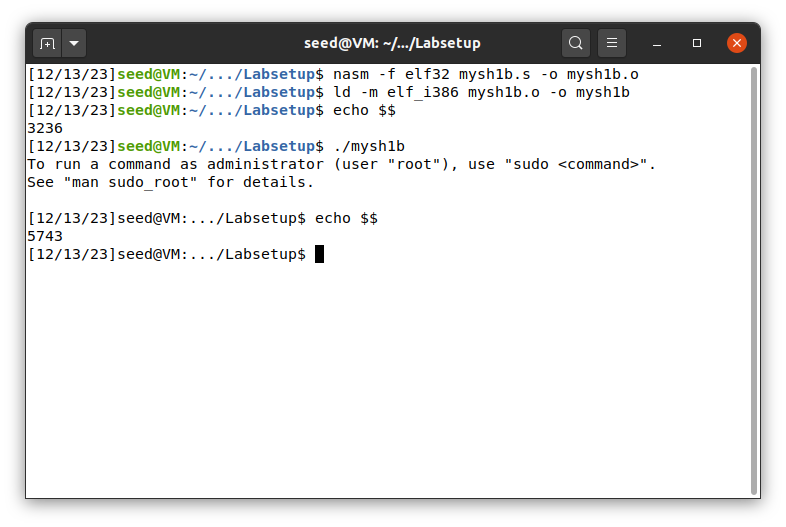 seed@VM: ~/.../Labsetup
[12/13/23]seed@VM:~/.../Labsetup$ nasm -f elf32 mysh1b.s -o mysh1b.o
[12/13/23]seed@VM:~/.../Labsetup$ ld -m elf_i386 mysh1b.o -o mysh1b
[12/13/23]seed@VM:~/.../Labsetup$ echo $$
3236
[12/13/23]seed@VM:~/.../Labsetup$ ./mysh1b
To run a command as administrator (user "root"), use "sudo <command>".
See "man sudo_root" for details.
[12/13/23]seed@VM:.../Labsetup$ echo $$
5743
[12/13/23]seed@VM:.../Labsetup$